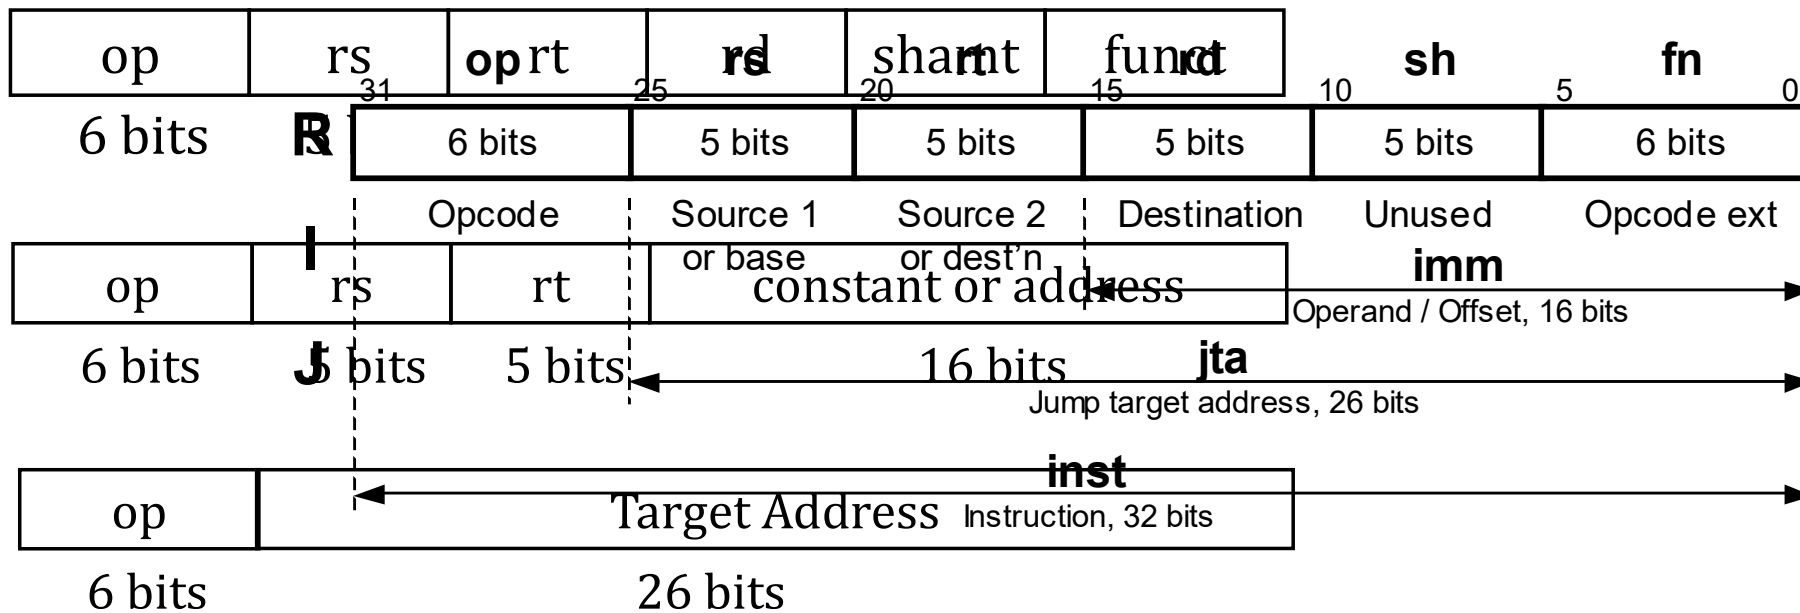 op rs rt rd shamt funct
op rs rt rd sh fn
31 25 20 15 10 5 0
6 bits 5
R 6 bits 5 bits 5 bits 5 bits 5 bits 6 bits
Opcode Source 1 Source 2 Destination Unused Opcode ext
or base or dest’n
I
imm
op rs rt constant or address
Operand / Offset, 16 bits
J jta
6 bits 5 bits 5 bits 16 bits
Jump target address, 26 bits
inst
op Target Address Instruction, 32 bits
6 bits 26 bits